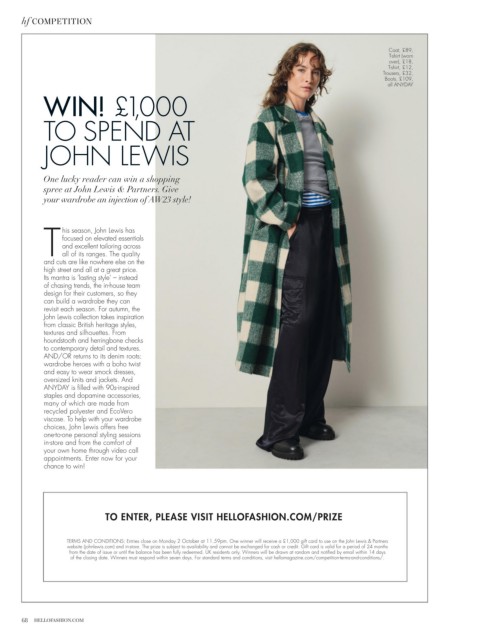 hf COMPETITION
Coat, £89,
T-shirt (worn
over), £18,
T-shirt, £12,
Trousers, £32,
Boots, £109,
all ANYDAY
WIN! £1,000
TO SPEND AT
JOHN LEWIS
One lucky reader can win a shopping
spree at John Lewis & Partners. Give
your wardrobe an injection of AW23 style!
This season, John Lewis has
focused on elevated essentials
and excellent tailoring across
all of its ranges. The quality
and cuts are like nowhere else on the
high street and all at a great price.
Its mantra is 'lasting style' – instead
of chasing trends, the in-house team
design for their customers, so they
can build a wardrobe they can
revisit each season. For autumn, the
John Lewis collection takes inspiration
from classic British heritage styles,
textures and silhouettes. From
houndstooth and herringbone checks
to contemporary detail and textures.
AND/OR returns to its denim roots;
wardrobe heroes with a boho twist
and easy to wear smock dresses,
oversized knits and jackets. And
ANYDAY is filled with 90s-inspired
staples and dopamine accessories,
many of which are made from
recycled polyester and EcoVero
viscose. To help with your wardrobe
choices, John Lewis offers free
one-to-one personal styling sessions
in-store and from the comfort of
your own home through video call
appointments. Enter now for your
chance to win!
TO ENTER, PLEASE VISIT HELLOFASHION.COM/PRIZE
TERMS AND CONDITIONS: Entries close on Monday 2 October at 11.59pm. One winner will receive a £1,000 gift card to use on the John Lewis & Partners
website (johnlewis.com) and in-store. The prize is subject to availability and cannot be exchanged for cash or credit. Gift card is valid for a period of 24 months
from the date of issue or until the balance has been fully redeemed. UK residents only. Winners will be drawn at random and notified by email within 14 days
of the closing date. Winners must respond within seven days. For standard terms and conditions, visit hellomagazine.com/competition-terms-and-conditions/.
68 HELLOFASHION.COM